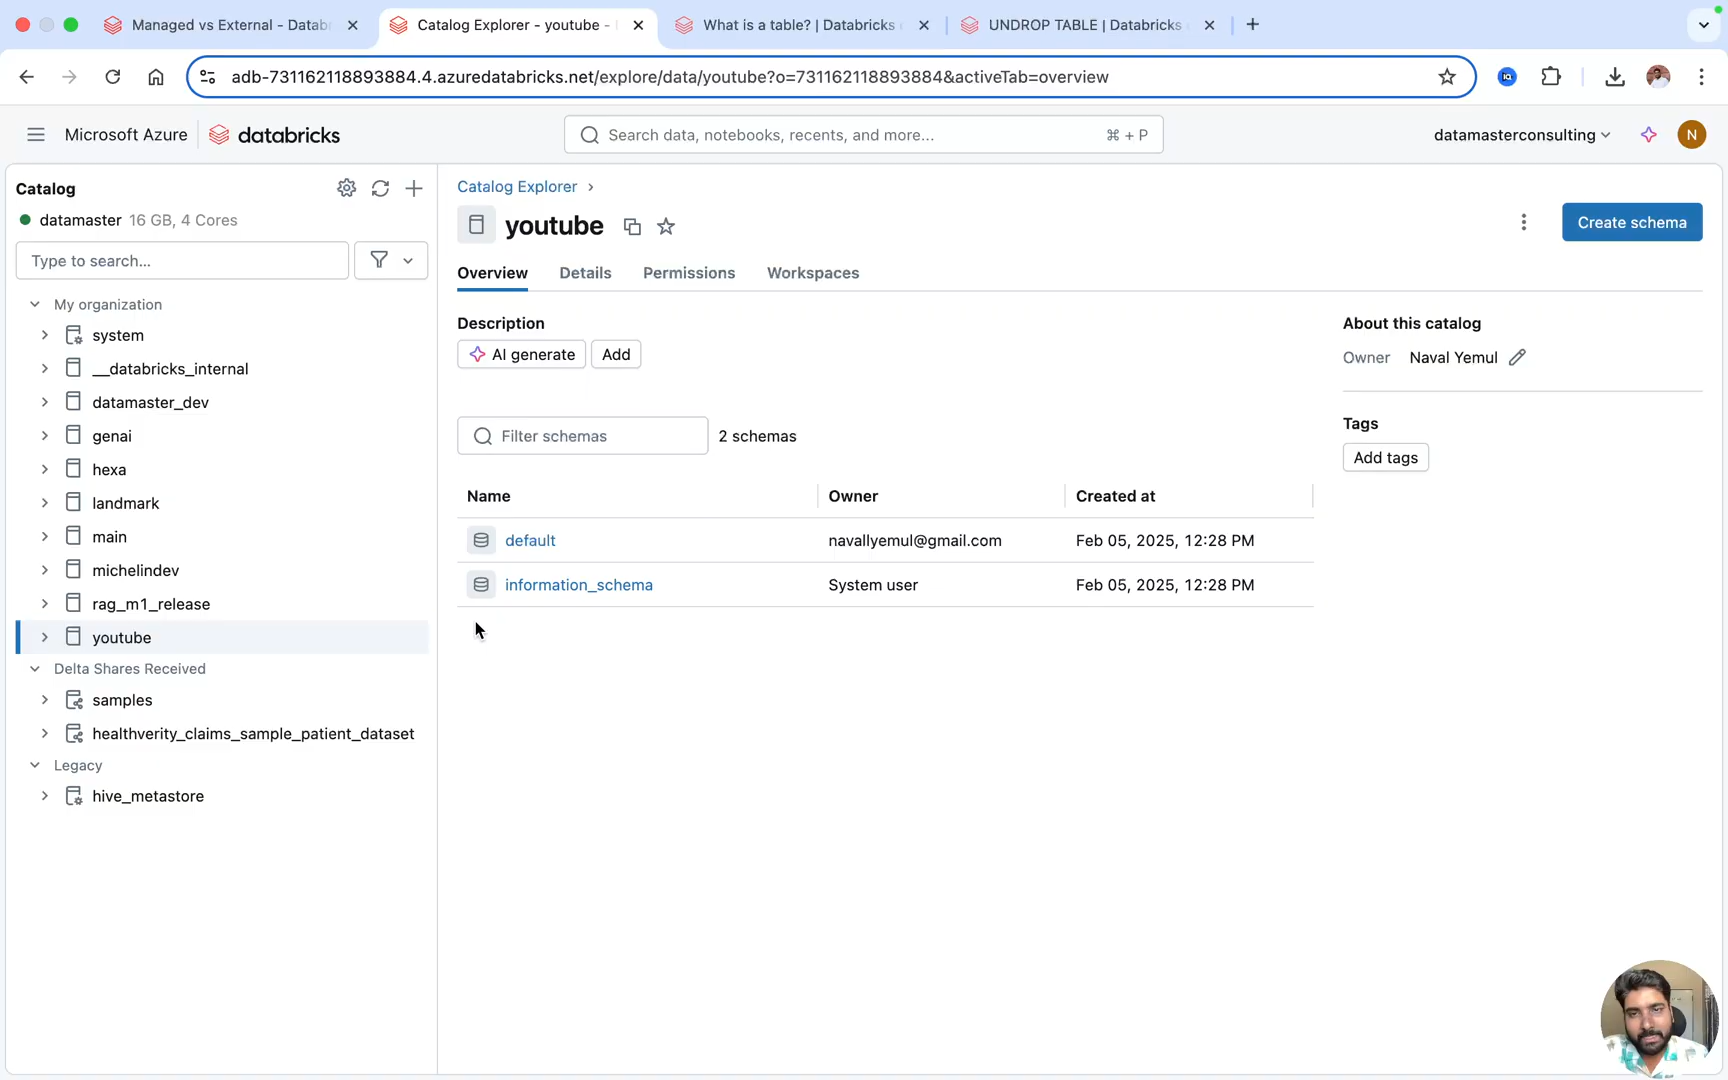 Managed vs External - Datab
Catalog Explorer - youtube -
What is a table? | Databricks
UNDROP TABLE | Databricks
adb-731162118893884.4.azuredatabricks.net/explore/data/youtube?o=731162118893884&activeTab=overview
IQ
Microsoft Azure
databricks
Search data, notebooks, recents, and more...
⌘ + P
datamasterconsulting
N
Catalog
datamaster 16 GB, 4 Cores
Type to search...
My organization
system
__databricks_internal
datamaster_dev
genai
hexa
landmark
main
michelindev
rag_m1_release
youtube
Delta Shares Received
samples
healthverity_claims_sample_patient_dataset
Legacy
hive_metastore
Catalog Explorer
youtube
Create schema
Overview Details Permissions Workspaces
Description
AI generate Add
Filter schemas 2 schemas
Name Owner Created at
default navallyemul@gmail.com Feb 05, 2025, 12:28 PM
information_schema System user Feb 05, 2025, 12:28 PM
About this catalog
Owner Naval Yemul
Tags
Add tags